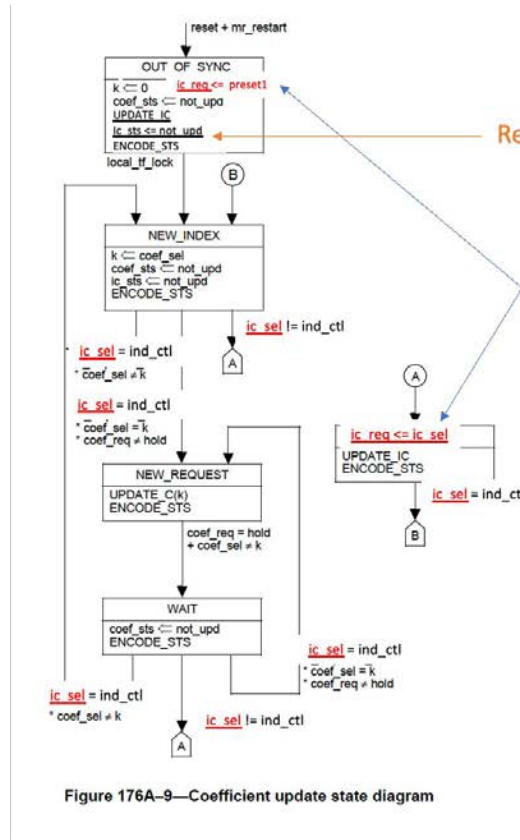 reset + mr_restart
OUT_OF_SYNC
k ⇐ 0 ic_req <= preset1
coef_sts ⇐ not_upd
UPDATE_IC
ic_sts <= not_upd
ENCODE_STS
Re
local_tf_lock
B
NEW_INDEX
k ⇐ coef_sel
coef_sts ⇐ not_upd
ic_sts ⇐ not_upd
ENCODE_STS
ic_sel != ind_ctl
A
* ic_sel = ind_ctl
* coef_sel ≠ k
ic_sel = ind_ctl
* coef_sel = k
* coef_req ≠ hold
A
ic_req <= ic_sel
UPDATE_IC
ENCODE_STS
ic_sel = ind_ct
B
NEW_REQUEST
UPDATE_C(k)
ENCODE_STS
coef_req = hold
+ coef_sel ≠ k
WAIT
coef_sts ⇐ not_upd
ENCODE_STS
ic_sel = ind_ctl
* coef_sel = k
* coef_req ≠ hold
ic_sel = ind_ctl
* coef_sel ≠ k
ic_sel != ind_ctl
A
Figure 176A–9—Coefficient update state diagram